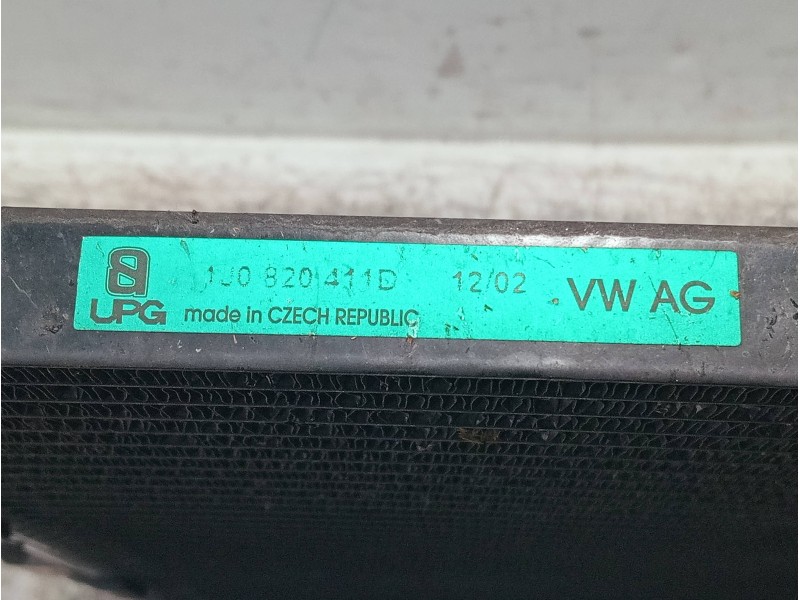 1J0 820 411D 12/02 VW AG
UPG made in CZECH REPUBLIC